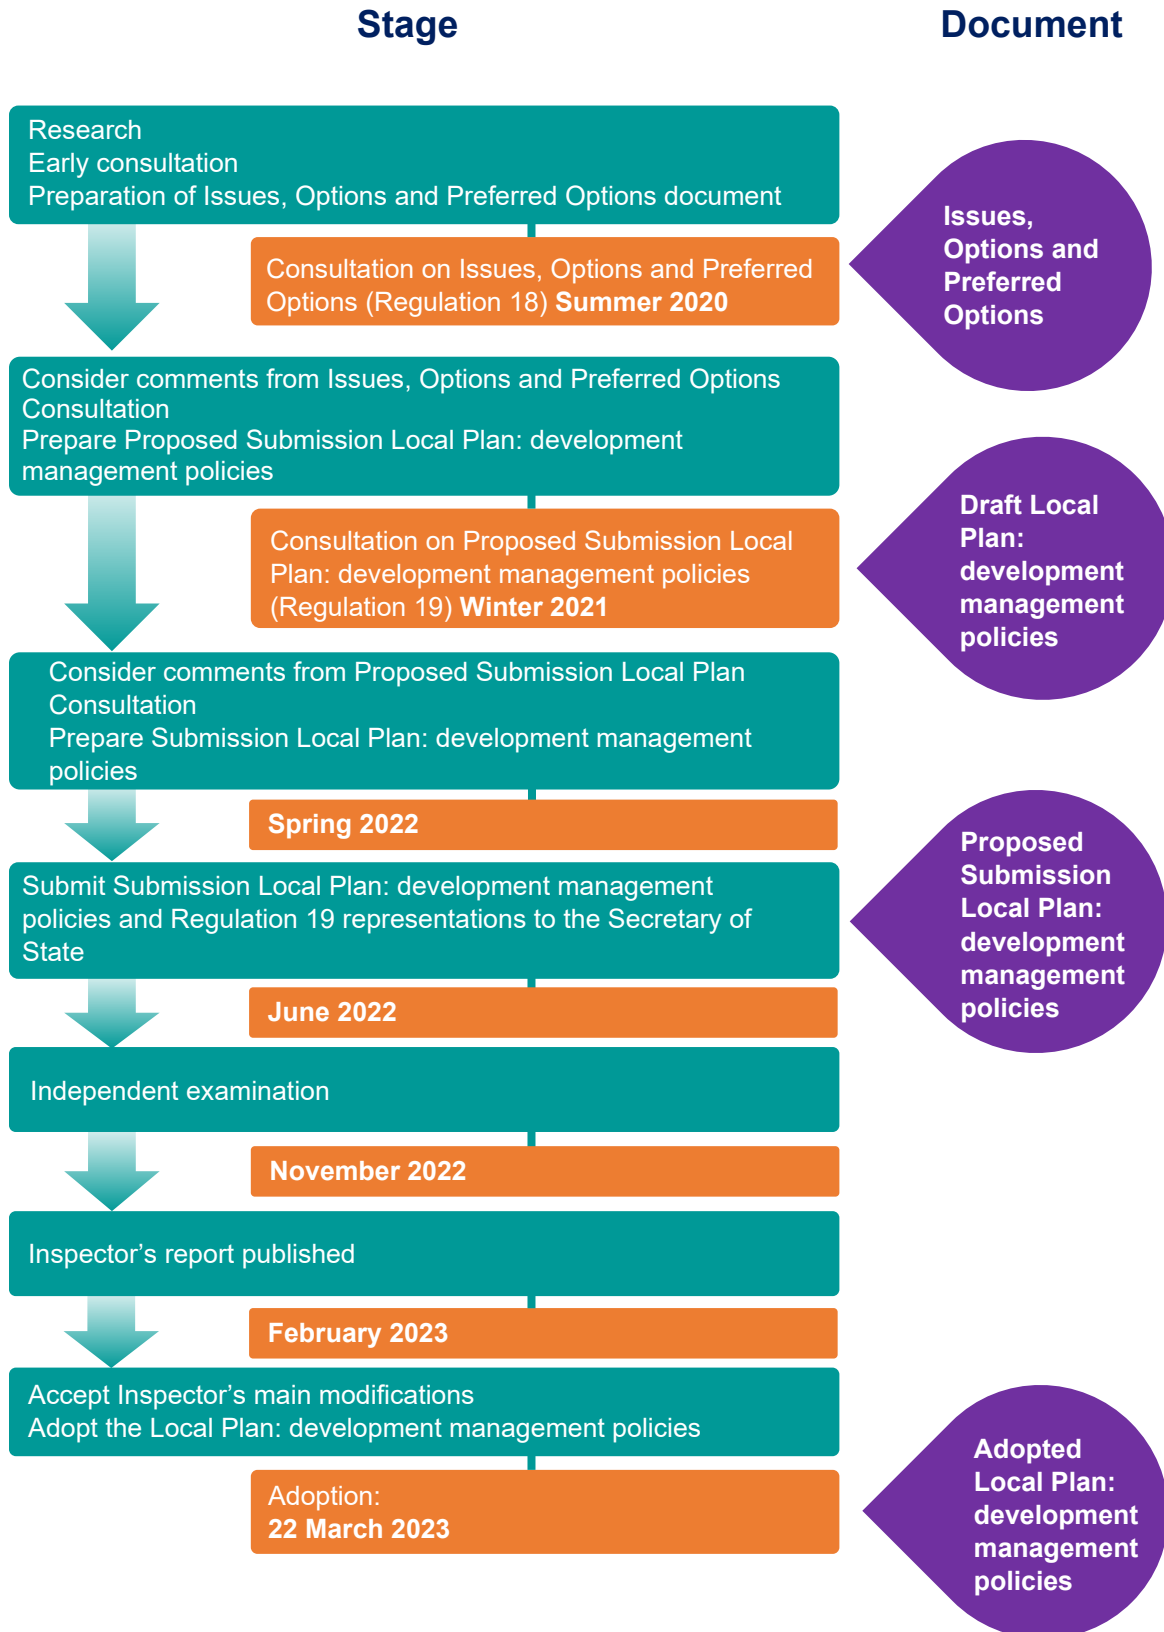 Stage
Document
Research
Early consultation
Preparation of Issues, Options and Preferred Options document
Issues,
Options and
Preferred
Options
Consultation on Issues, Options and Preferred
Options (Regulation 18) Summer 2020
Consider comments from Issues, Options and Preferred Options
Consultation
Prepare Proposed Submission Local Plan: development
management policies
Draft Local
Plan:
development
management
policies
Consultation on Proposed Submission Local
Plan: development management policies
(Regulation 19) Winter 2021
Consider comments from Proposed Submission Local Plan
Consultation
Prepare Submission Local Plan: development management
policies
Spring 2022
Proposed
Submission
Local Plan:
development
management
policies
Submit Submission Local Plan: development management
policies and Regulation 19 representations to the Secretary of
State
June 2022
Independent examination
November 2022
Inspector’s report published
February 2023
Accept Inspector’s main modifications
Adopt the Local Plan: development management policies
Adoption:
22 March 2023
Adopted
Local Plan:
development
management
policies